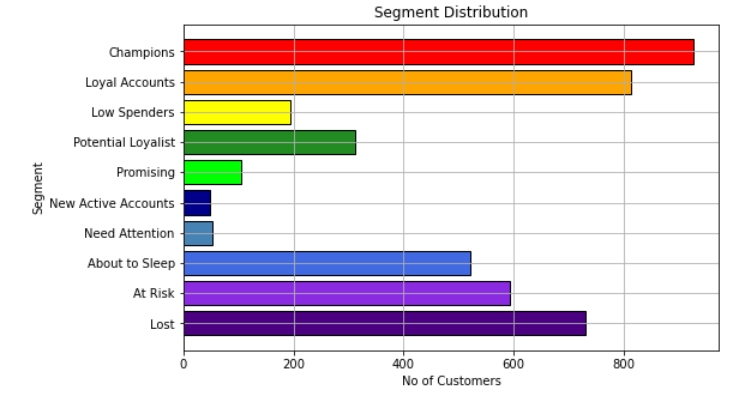 Segment Distribution
Champions
Loyal Accounts
Low Spenders
Potential Loyalist
Promising
New Active Accounts
Need Attention
About to Sleep
At Risk
Lost
Segment
0 200 400 600 800
No of Customers